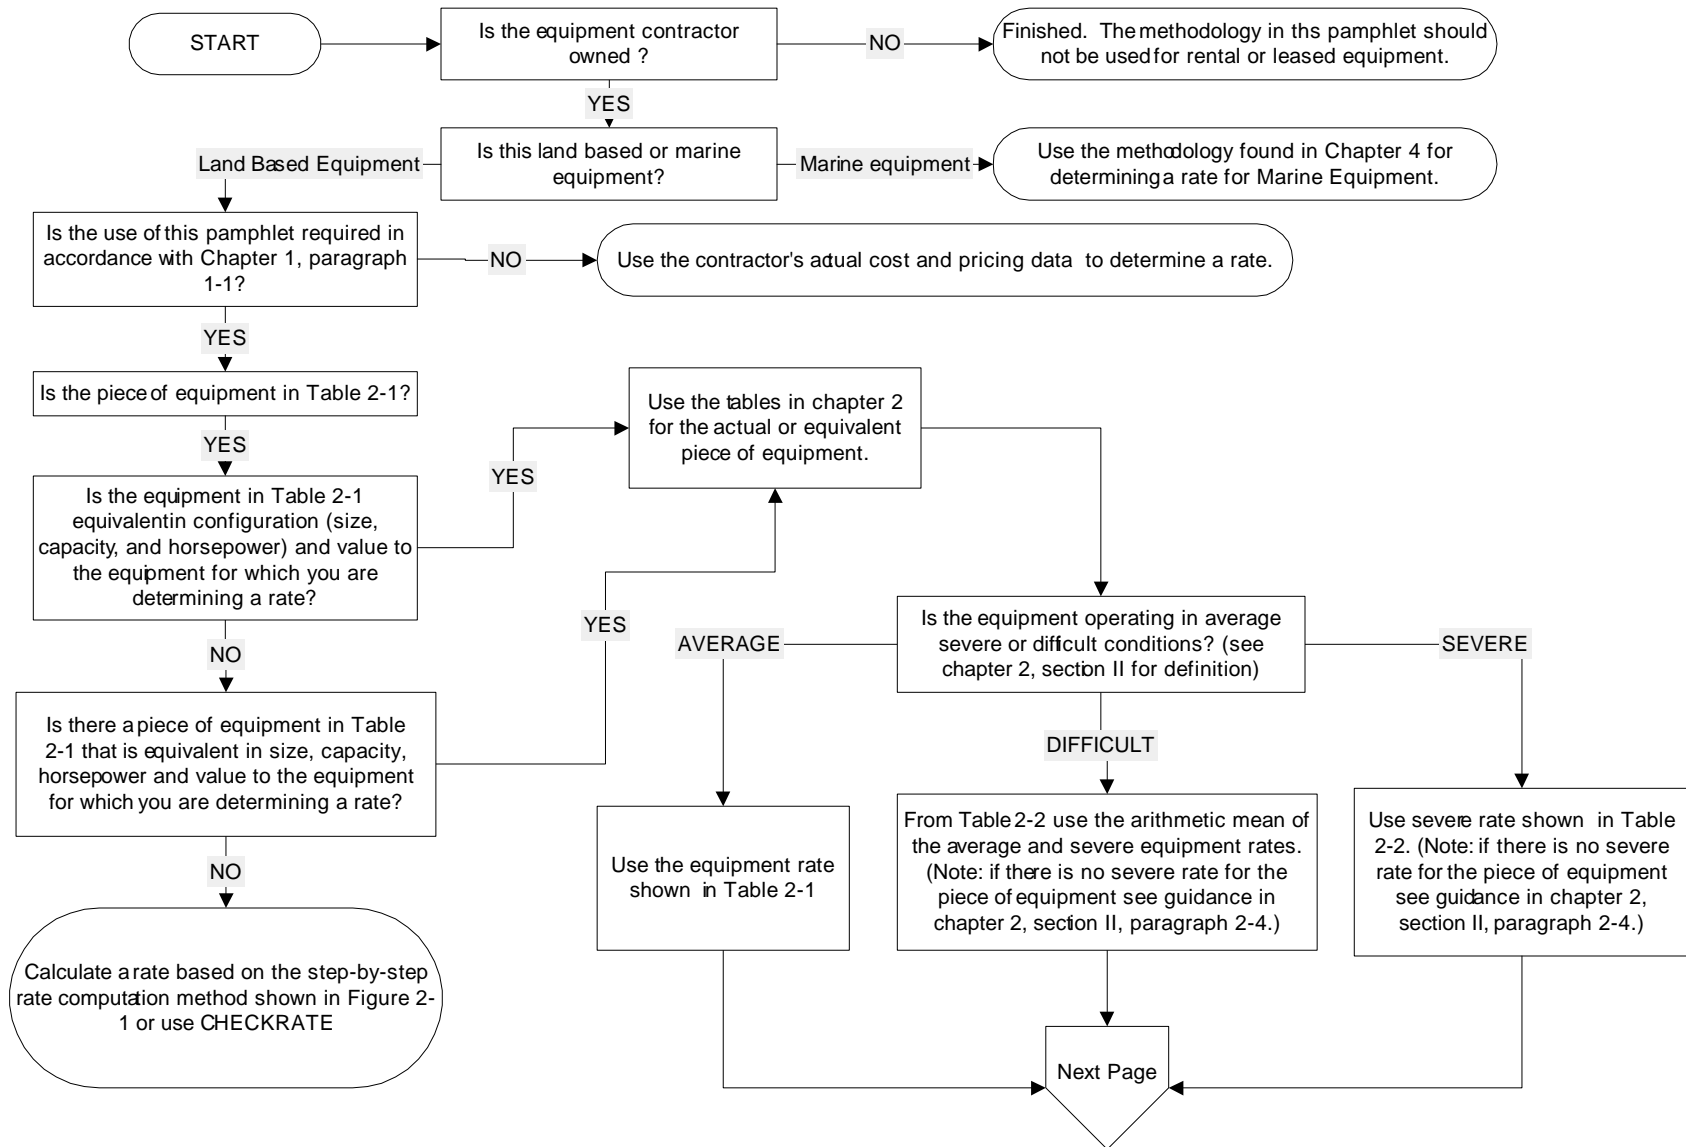 START
Is the equipment contractor
owned ?
NO
Finished.  The methodology in ths pamphlet should
not be used for rental or leased equipment.
YES
Land Based Equipment
Is this land based or marine
equipment?
Marine equipment
Use the methodology found in Chapter 4 for
determining a rate for Marine Equipment.
Is the use of this pamphlet required in
accordance with Chapter 1, paragraph
1-1?
NO
Use the contractor's actual cost and pricing data  to determine a rate.
YES
Is the piece of equipment in Table 2-1?
YES
Use the tables in chapter 2
for the actual or equivalent
piece of equipment.
YES
Is the equipment in Table 2-1
equivalent in configuration (size,
capacity, and horsepower) and value to
the equipment for which you are
determining a rate?
NO
YES
Is there a piece of equipment in Table
2-1 that is equivalent in size, capacity,
horsepower and value to the equipment
for which you are determining a rate?
NO
Calculate a rate based on the step-by-step
rate computation method shown in Figure 2-
1 or use CHECKRATE
AVERAGE
Is the equipment operating in average
severe or difficult conditions? (see
chapter 2, section II for definition)
SEVERE
DIFFICULT
Use the equipment rate
shown in Table 2-1
From Table 2-2 use the arithmetic mean of
the average and severe equipment rates.
(Note: if there is no severe rate for the
piece of equipment see guidance in
chapter 2, section II, paragraph 2-4.)
Use severe rate shown  in Table
2-2. (Note: if there is no severe
rate for the piece of equipment
see guidance in chapter 2,
section II, paragraph 2-4.)
Next Page